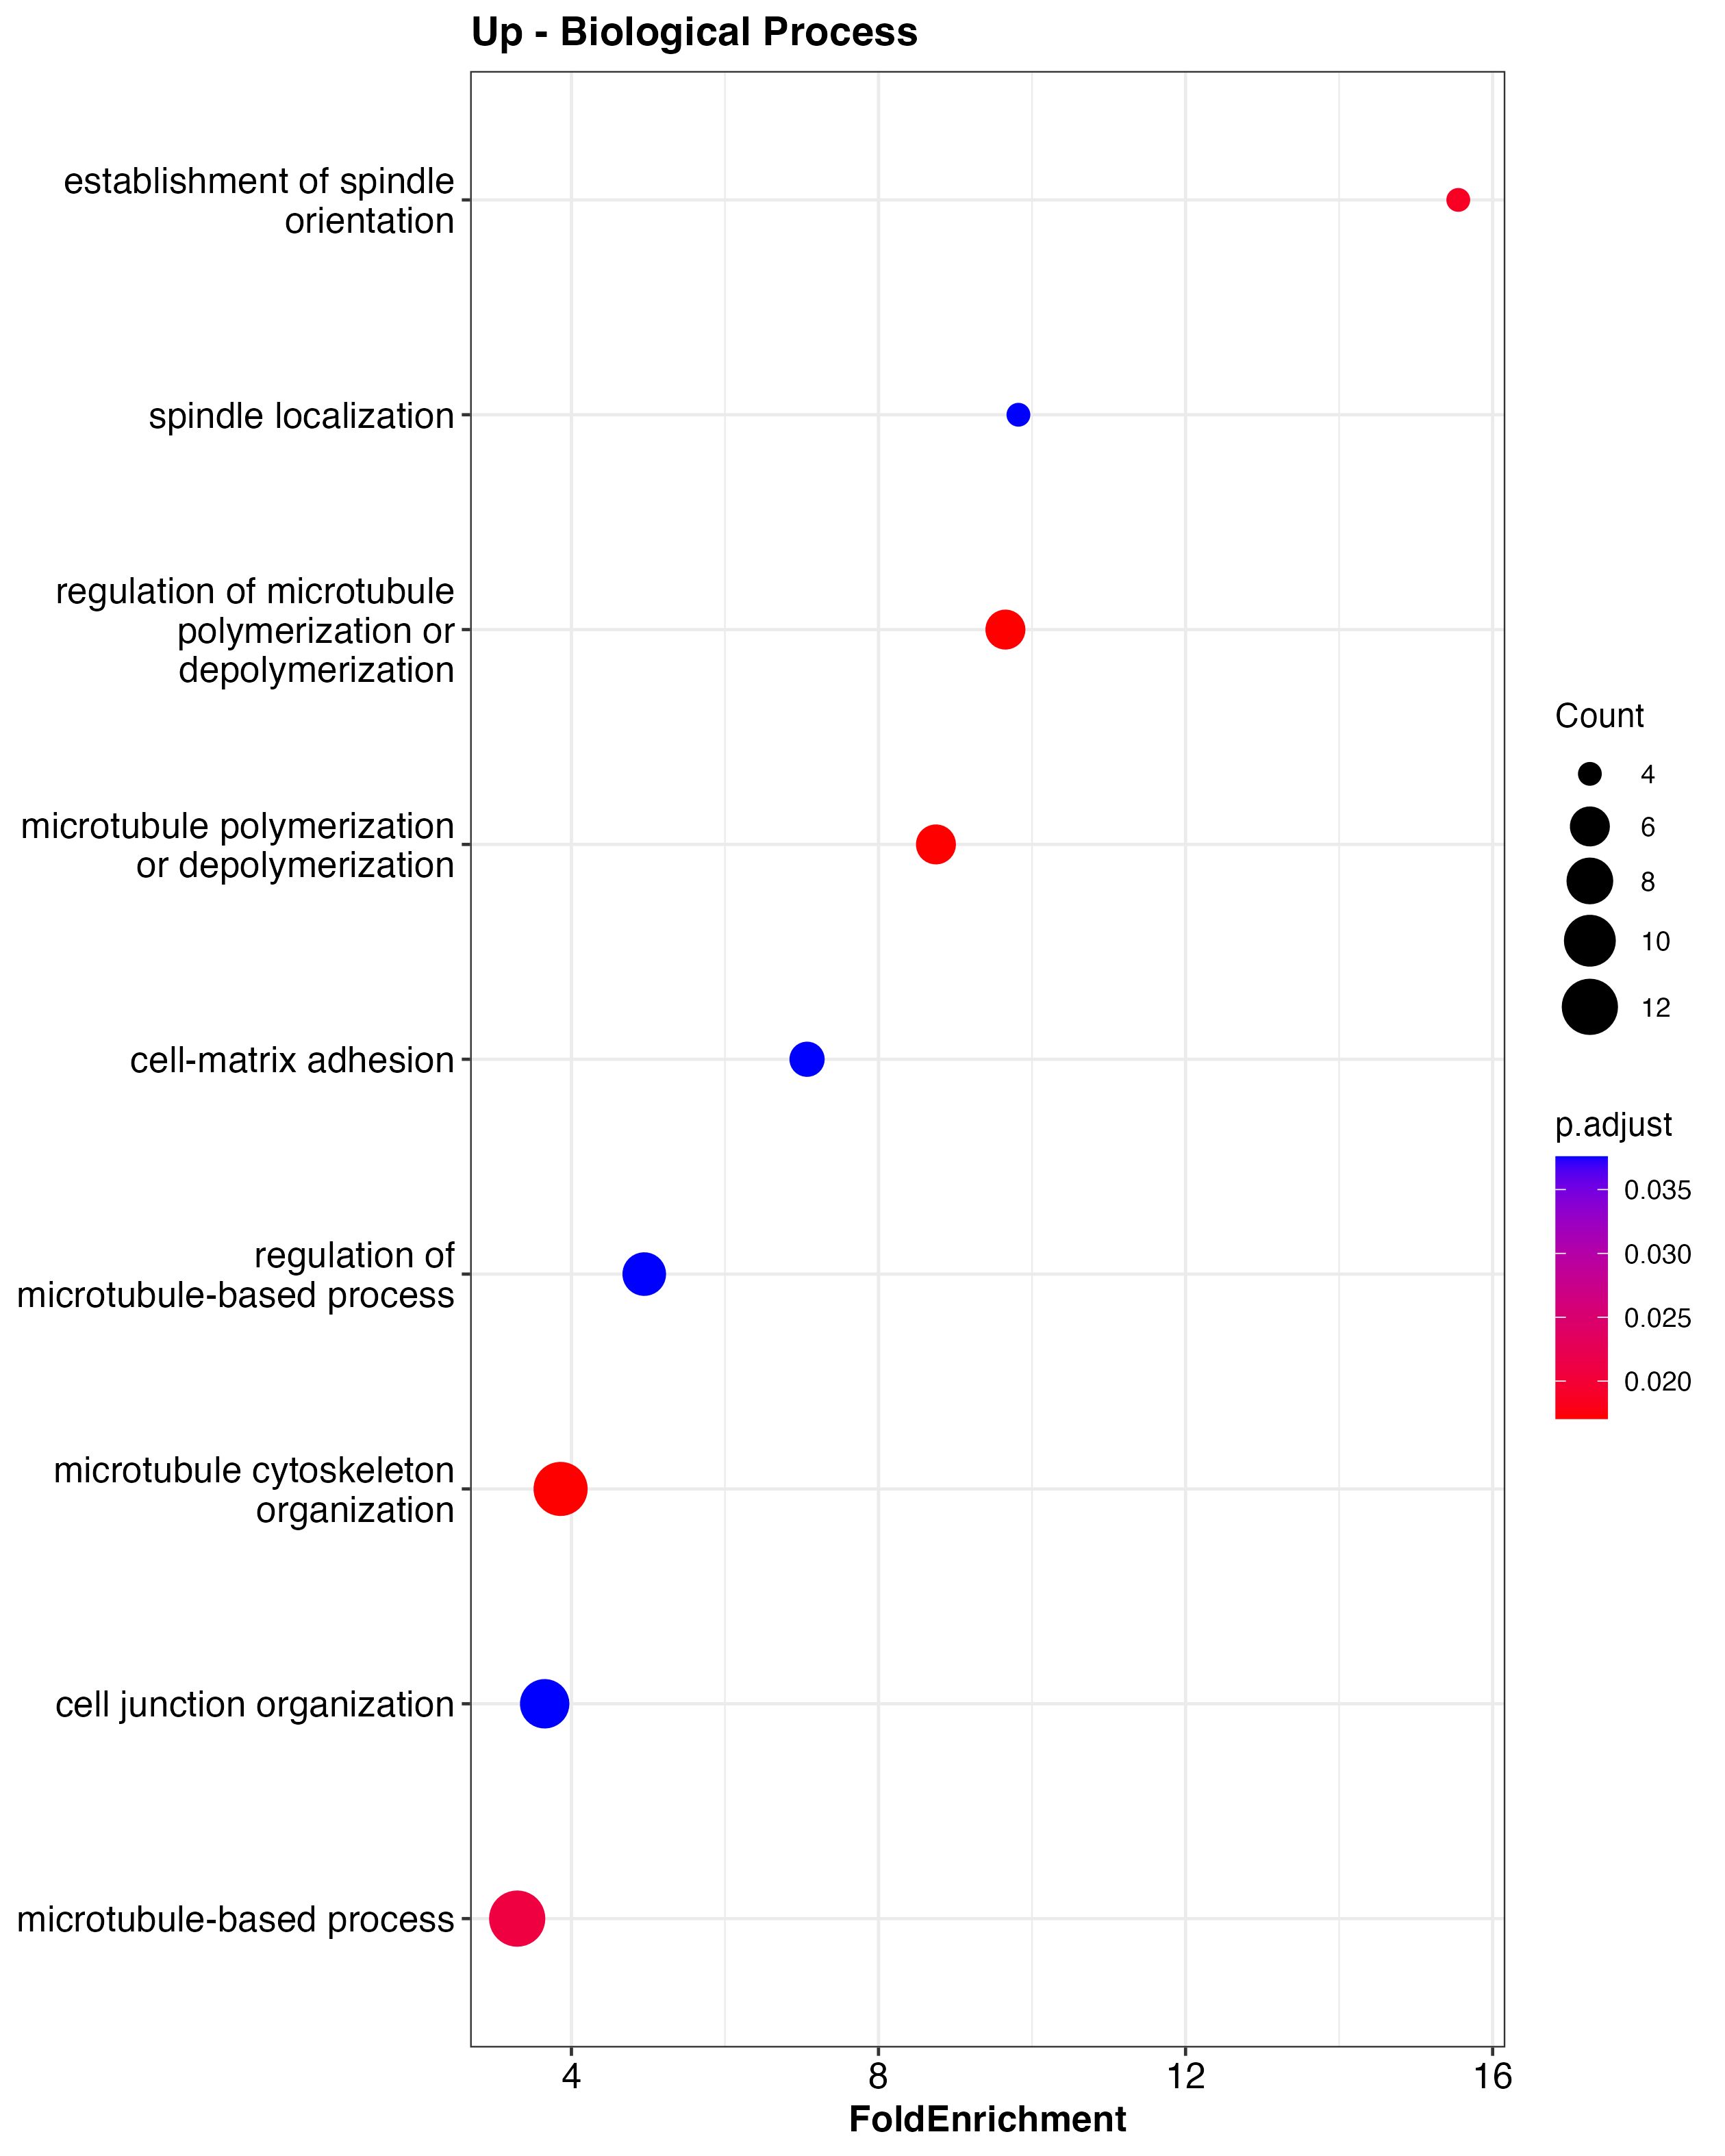 Up - Biological Process
establishment of spindle
orientation
spindle localization
regulation of microtubule
polymerization or
depolymerization
microtubule polymerization
or depolymerization
cell-matrix adhesion
regulation of
microtubule-based process
microtubule cytoskeleton
organization
cell junction organization
microtubule-based process
4
8
12
16
FoldEnrichment
Count
4
6
8
10
12
p.adjust
0.035
0.030
0.025
0.020